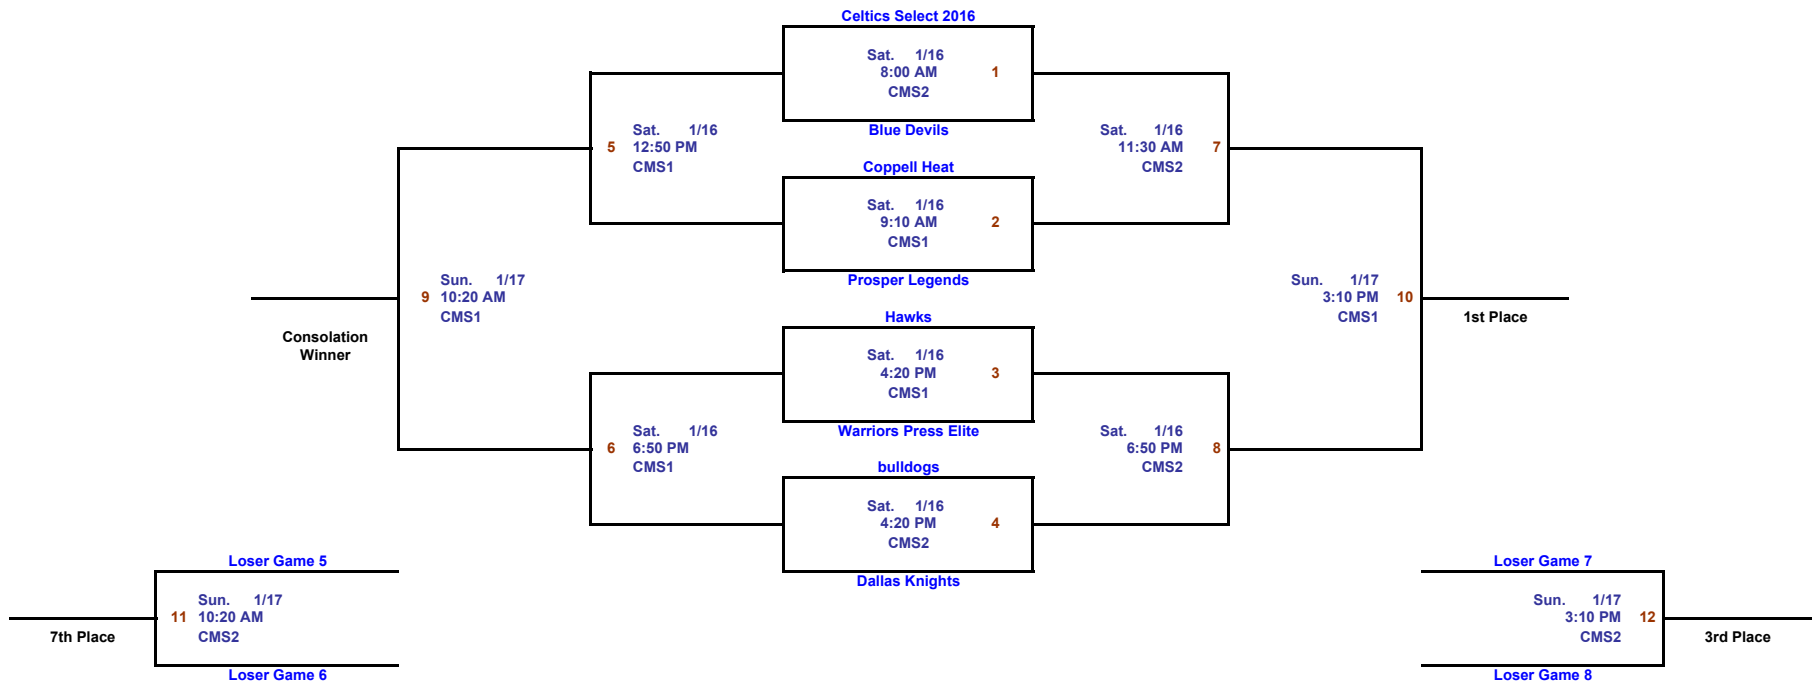 Celtics Select 2016
Sat. 1/16
8:00 AM 1
CMS2
Blue Devils
Sat. 1/16
5 12:50 PM
CMS1
Sat. 1/16
11:30 AM 7
CMS2
Coppell Heat
Sat. 1/16
9:10 AM 2
CMS1
Prosper Legends
Sun. 1/17
9 10:20 AM
CMS1
Consolation
Winner
Sun. 1/17
3:10 PM 10
CMS1
1st Place
Hawks
Sat. 1/16
4:20 PM 3
CMS1
Warriors Press Elite
Sat. 1/16
6 6:50 PM
CMS1
Sat. 1/16
6:50 PM 8
CMS2
bulldogs
Sat. 1/16
4:20 PM 4
CMS2
Dallas Knights
Loser Game 5
Sun. 1/17
11 10:20 AM
CMS2
7th Place
Loser Game 6
Loser Game 7
Sun. 1/17
3:10 PM 12
CMS2
3rd Place
Loser Game 8